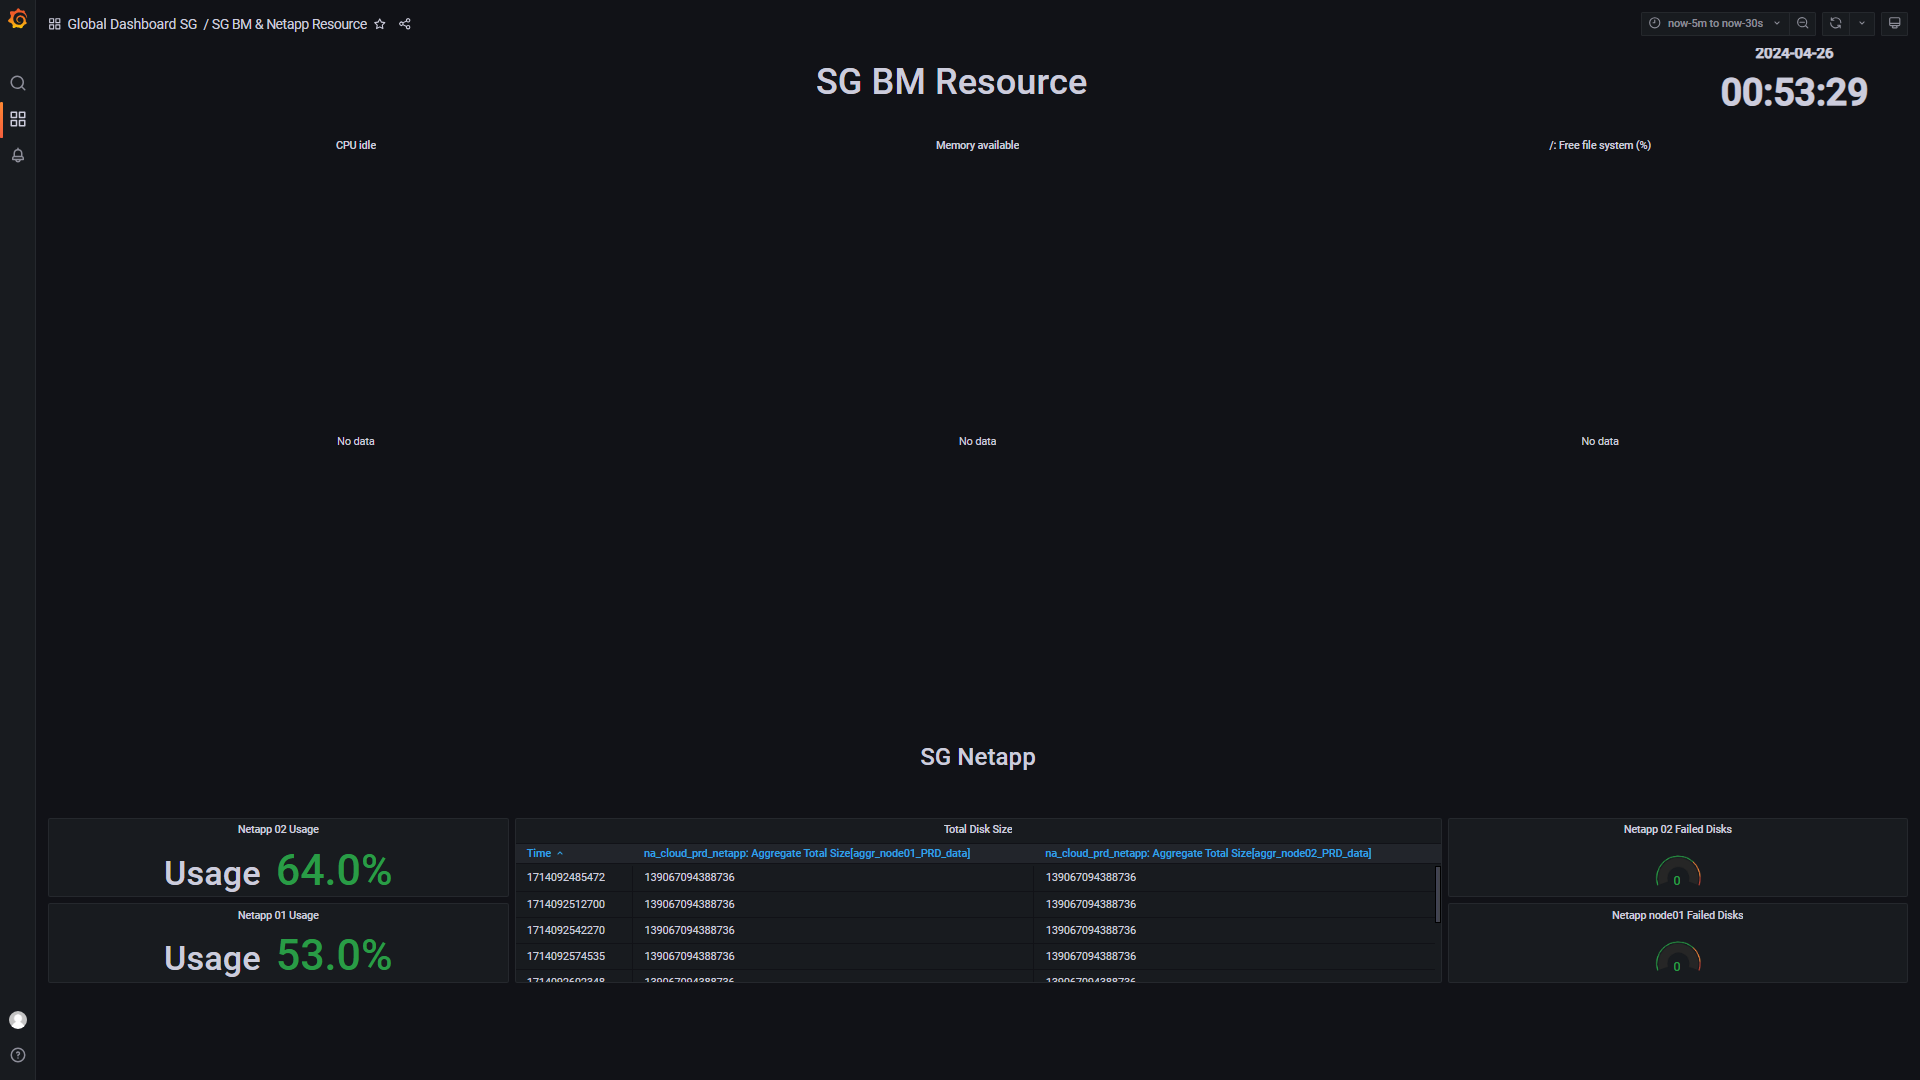 Global Dashboard SG / SG BM & Netapp Resource
now-5m to now-30s
2024-04-26
SG BM Resource
00:53:29
CPU idle
Memory available
/: Free file system (%)
No data
No data
No data
SG Netapp
Netapp 02 Usage
Usage 64.0%
Netapp 01 Usage
Usage 53.0%
Total Disk Size
Time na_cloud_prd_netapp: Aggregate Total Size[aggr_node01_PRD_data] na_cloud_prd_netapp: Aggregate Total Size[aggr_node02_PRD_data]
1714092485472 139067094388736 139067094388736
1714092512700 139067094388736 139067094388736
1714092542270 139067094388736 139067094388736
1714092574535 139067094388736 139067094388736
Netapp 02 Failed Disks
0
Netapp node01 Failed Disks
0